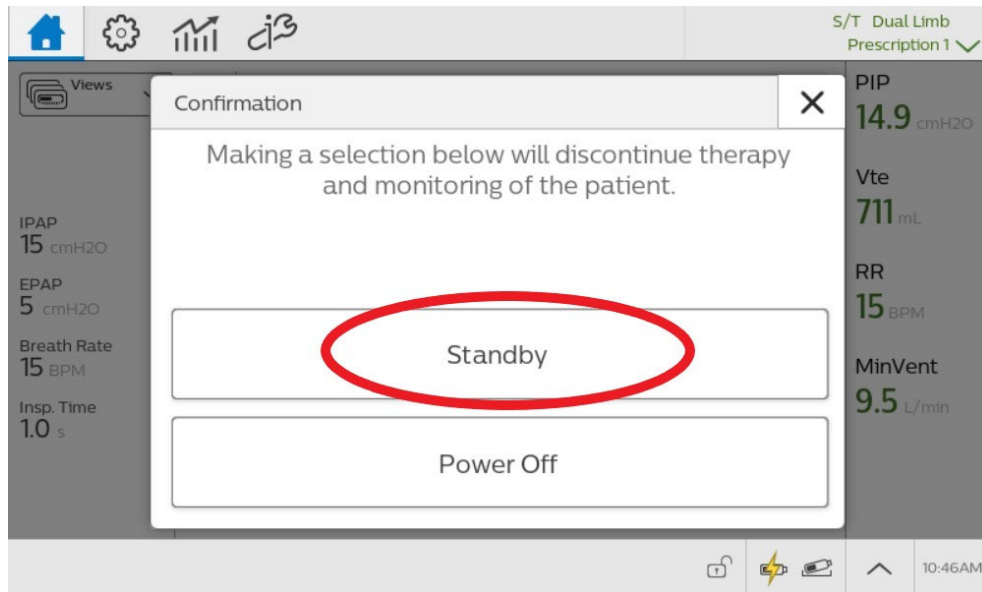 S/T Dual Limb
Prescription 1
Views
Confirmation
Making a selection below will discontinue therapy
and monitoring of the patient.
Standby
Power Off
IPAP
15 cmH2O
EPAP
5 cmH2O
Breath Rate
15 BPM
Insp. Time
1.0 s
PIP
14.9 cmH2O
Vte
711 mL
RR
15 BPM
MinVent
9.5 L/min
10:46AM